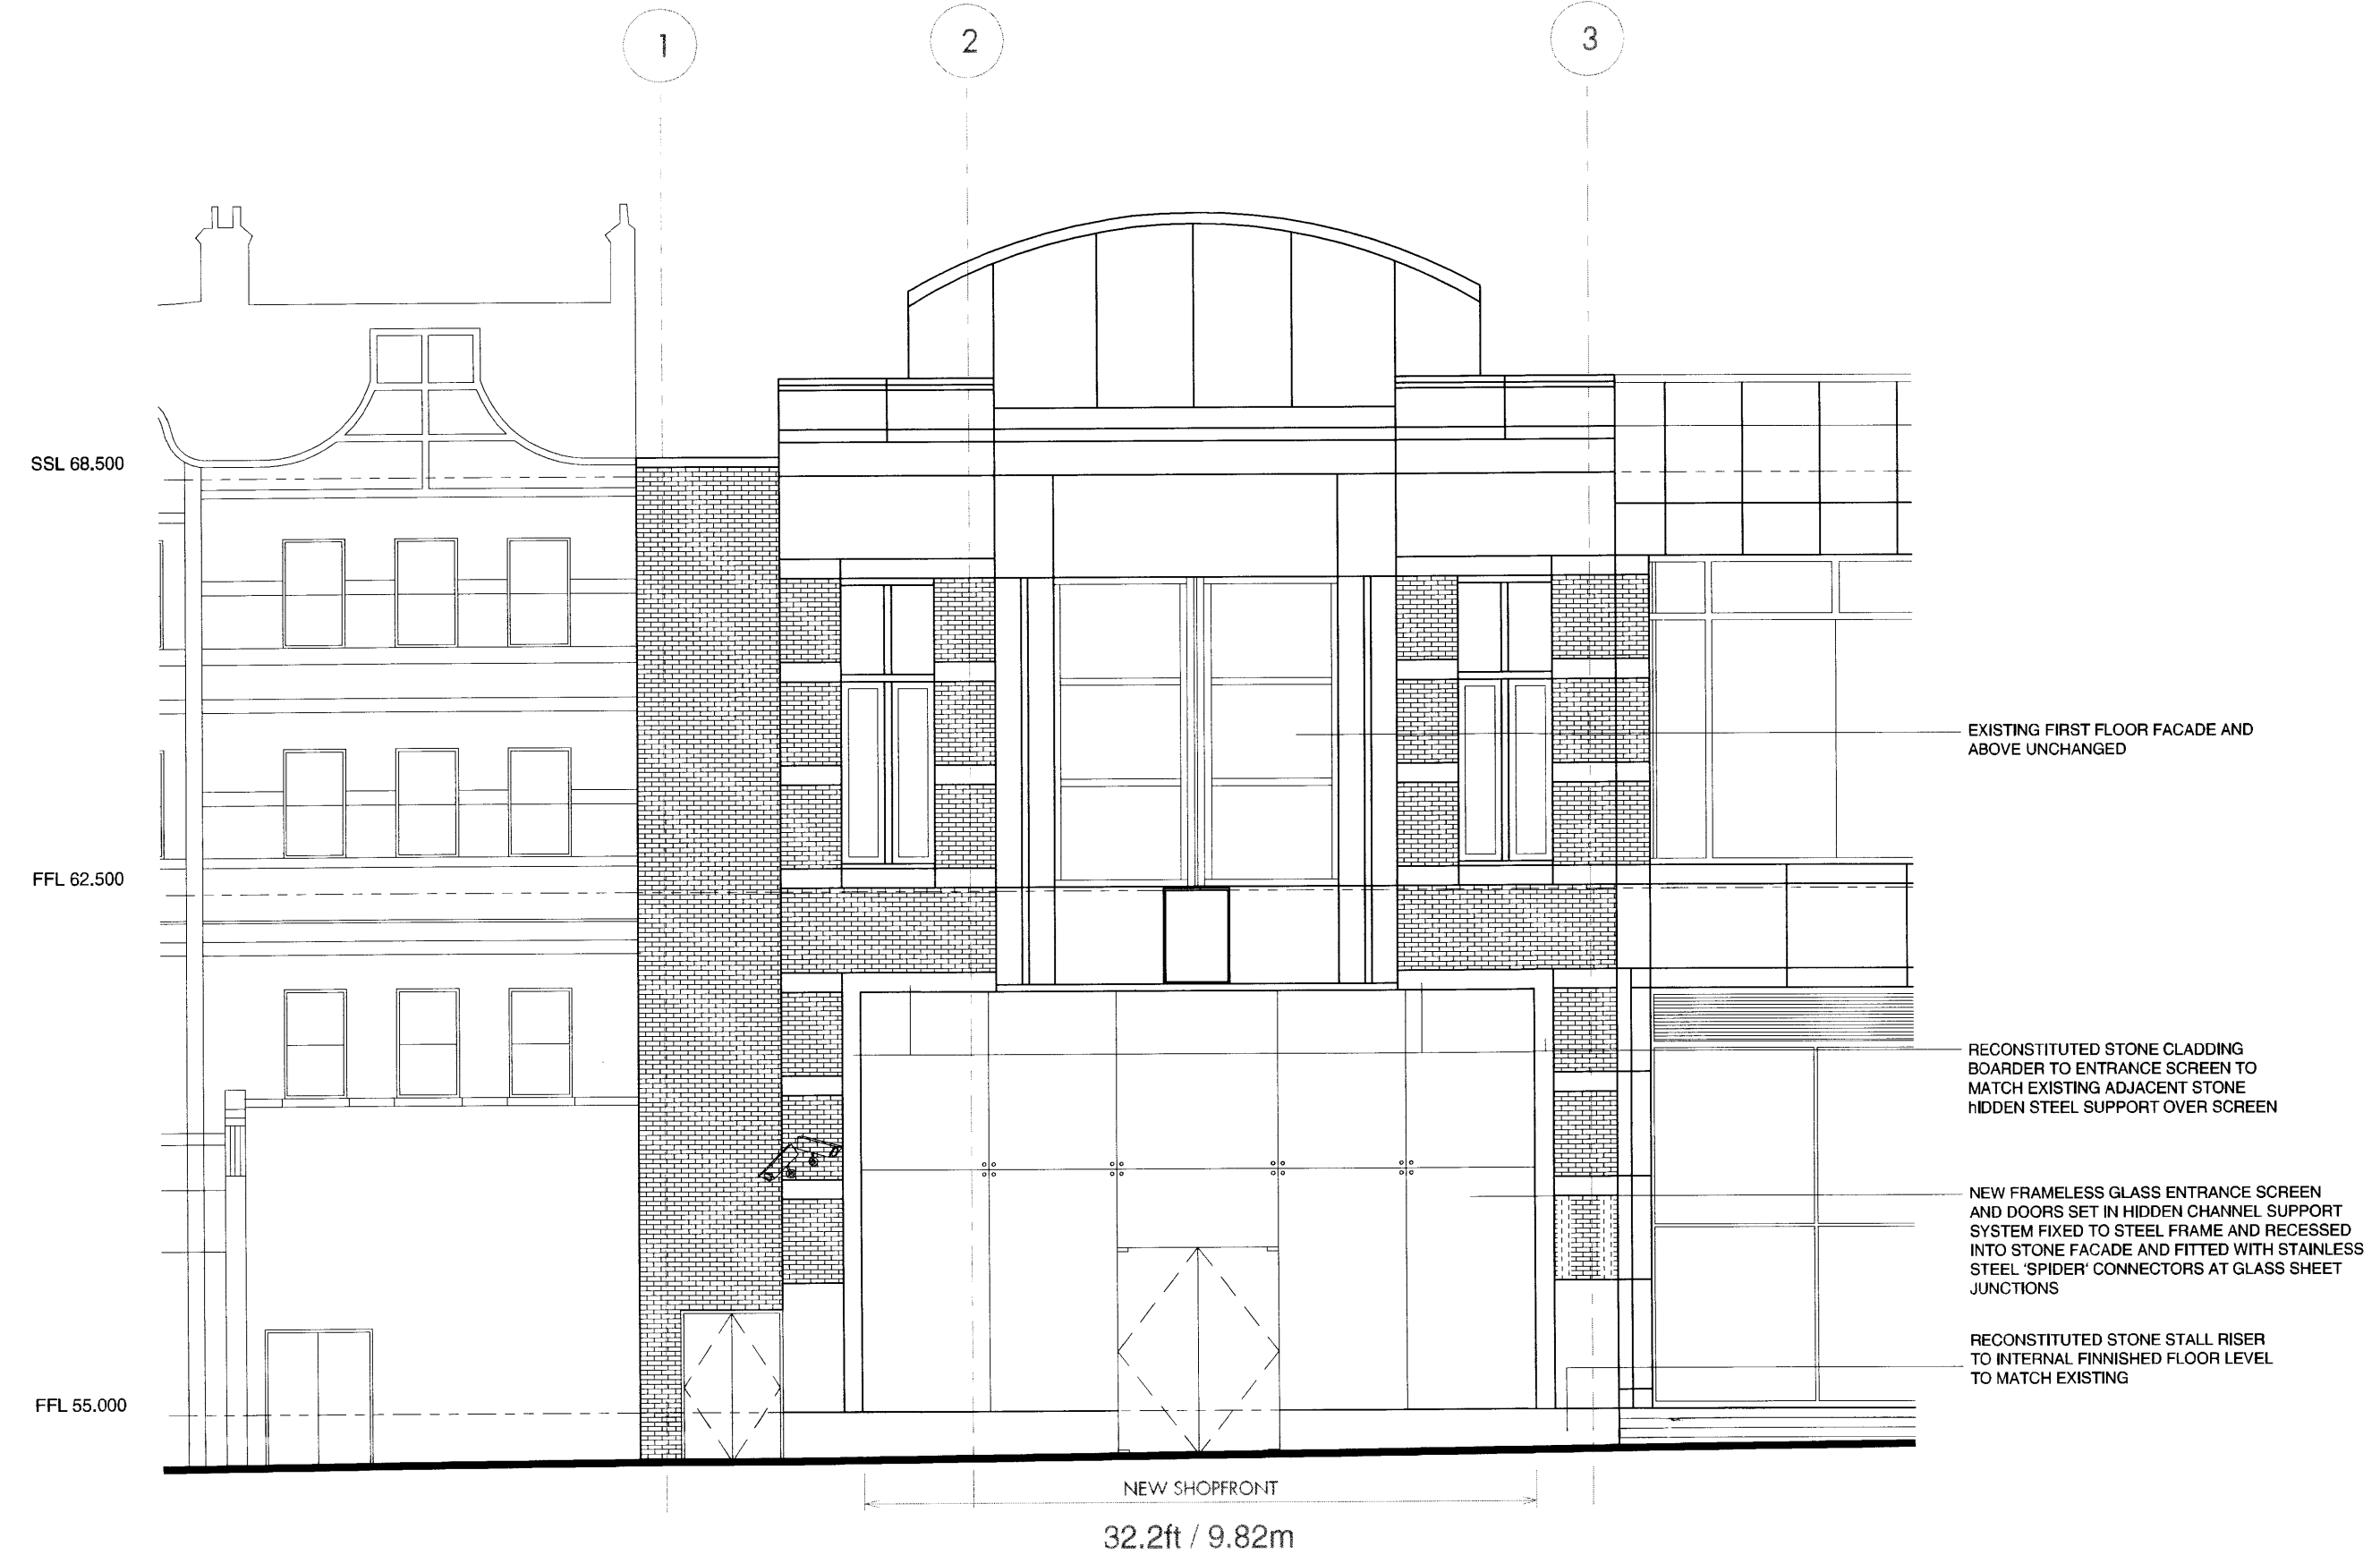 1
2
3
SSL 68.500
FFL 62.500
FFL 55.000
EXISTING FIRST FLOOR FACADE AND
ABOVE UNCHANGED
RECONSTITUTED STONE CLADDING
BOARDER TO ENTRANCE SCREEN TO
MATCH EXISTING ADJACENT STONE
hIDDEN STEEL SUPPORT OVER SCREEN
NEW FRAMELESS GLASS ENTRANCE SCREEN
AND DOORS SET IN HIDDEN CHANNEL SUPPORT
SYSTEM FIXED TO STEEL FRAME AND RECESSED
INTO STONE FACADE AND FITTED WITH STAINLESS
STEEL 'SPIDER' CONNECTORS AT GLASS SHEET
JUNCTIONS
RECONSTITUTED STONE STALL RISER
TO INTERNAL FINNISHED FLOOR LEVEL
TO MATCH EXISTING
NEW SHOPFRONT
32.2ft / 9.82m